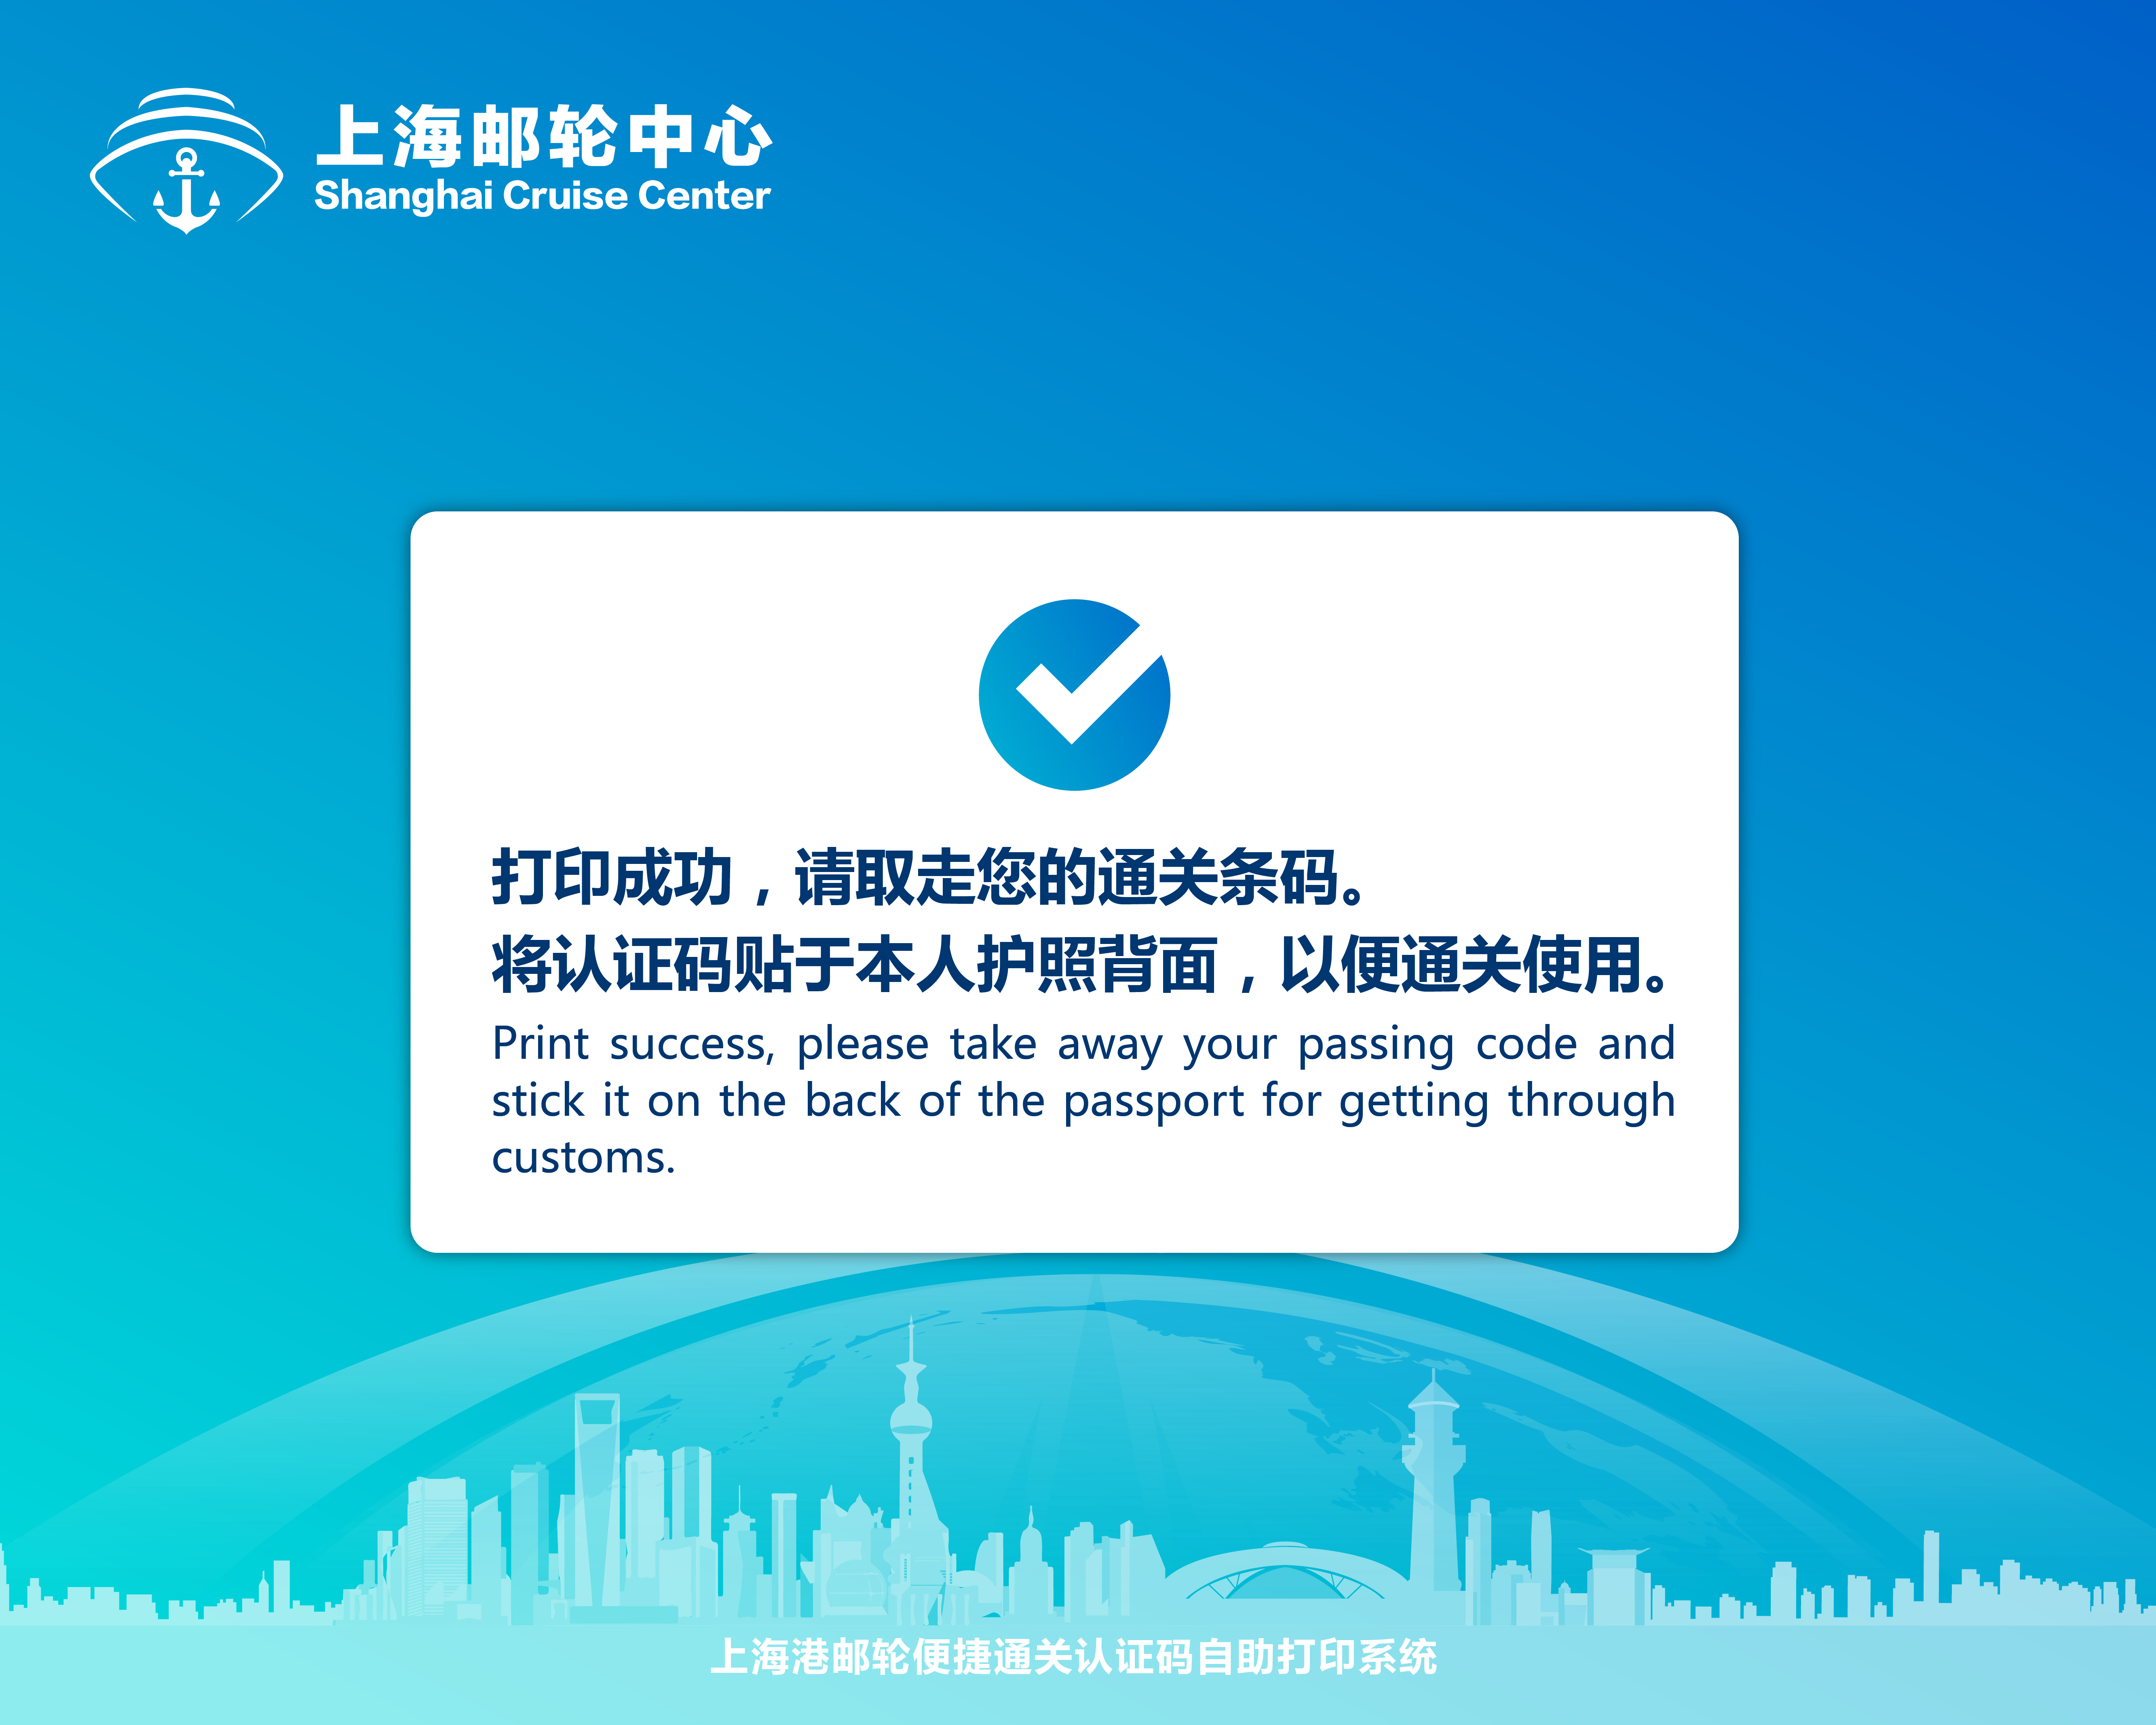 上海邮轮中心
Shanghai Cruise Center
打印成功，请取走您的通关条码。
将认证码贴于本人护照背面，以便通关使用。
Print success, please take away your passing code and
stick it on the back of the passport for getting through
customs.
上海港邮轮便捷通关认证码自助打印系统